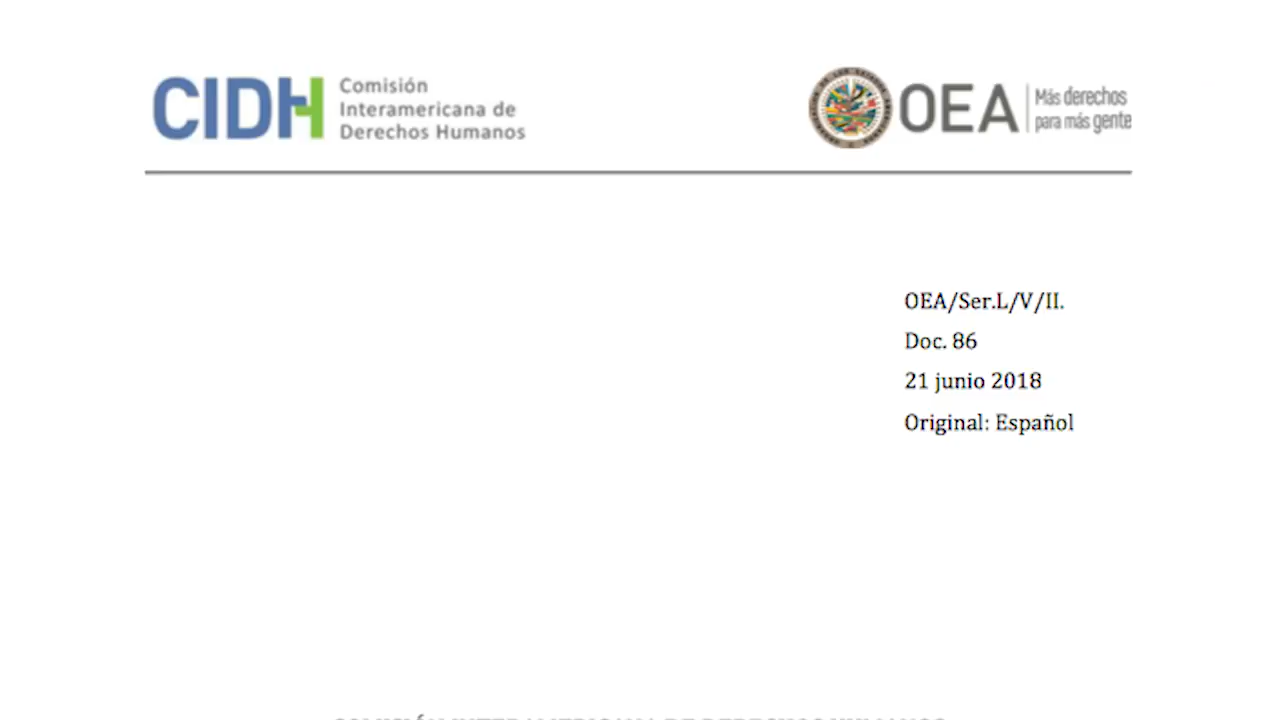 CIDH
Comisión
Interamericana de
Derechos Humanos
OEA
Más derechos
para más gente
OEA/Ser.L/V/II.
Doc. 86
21 junio 2018
Original: Español